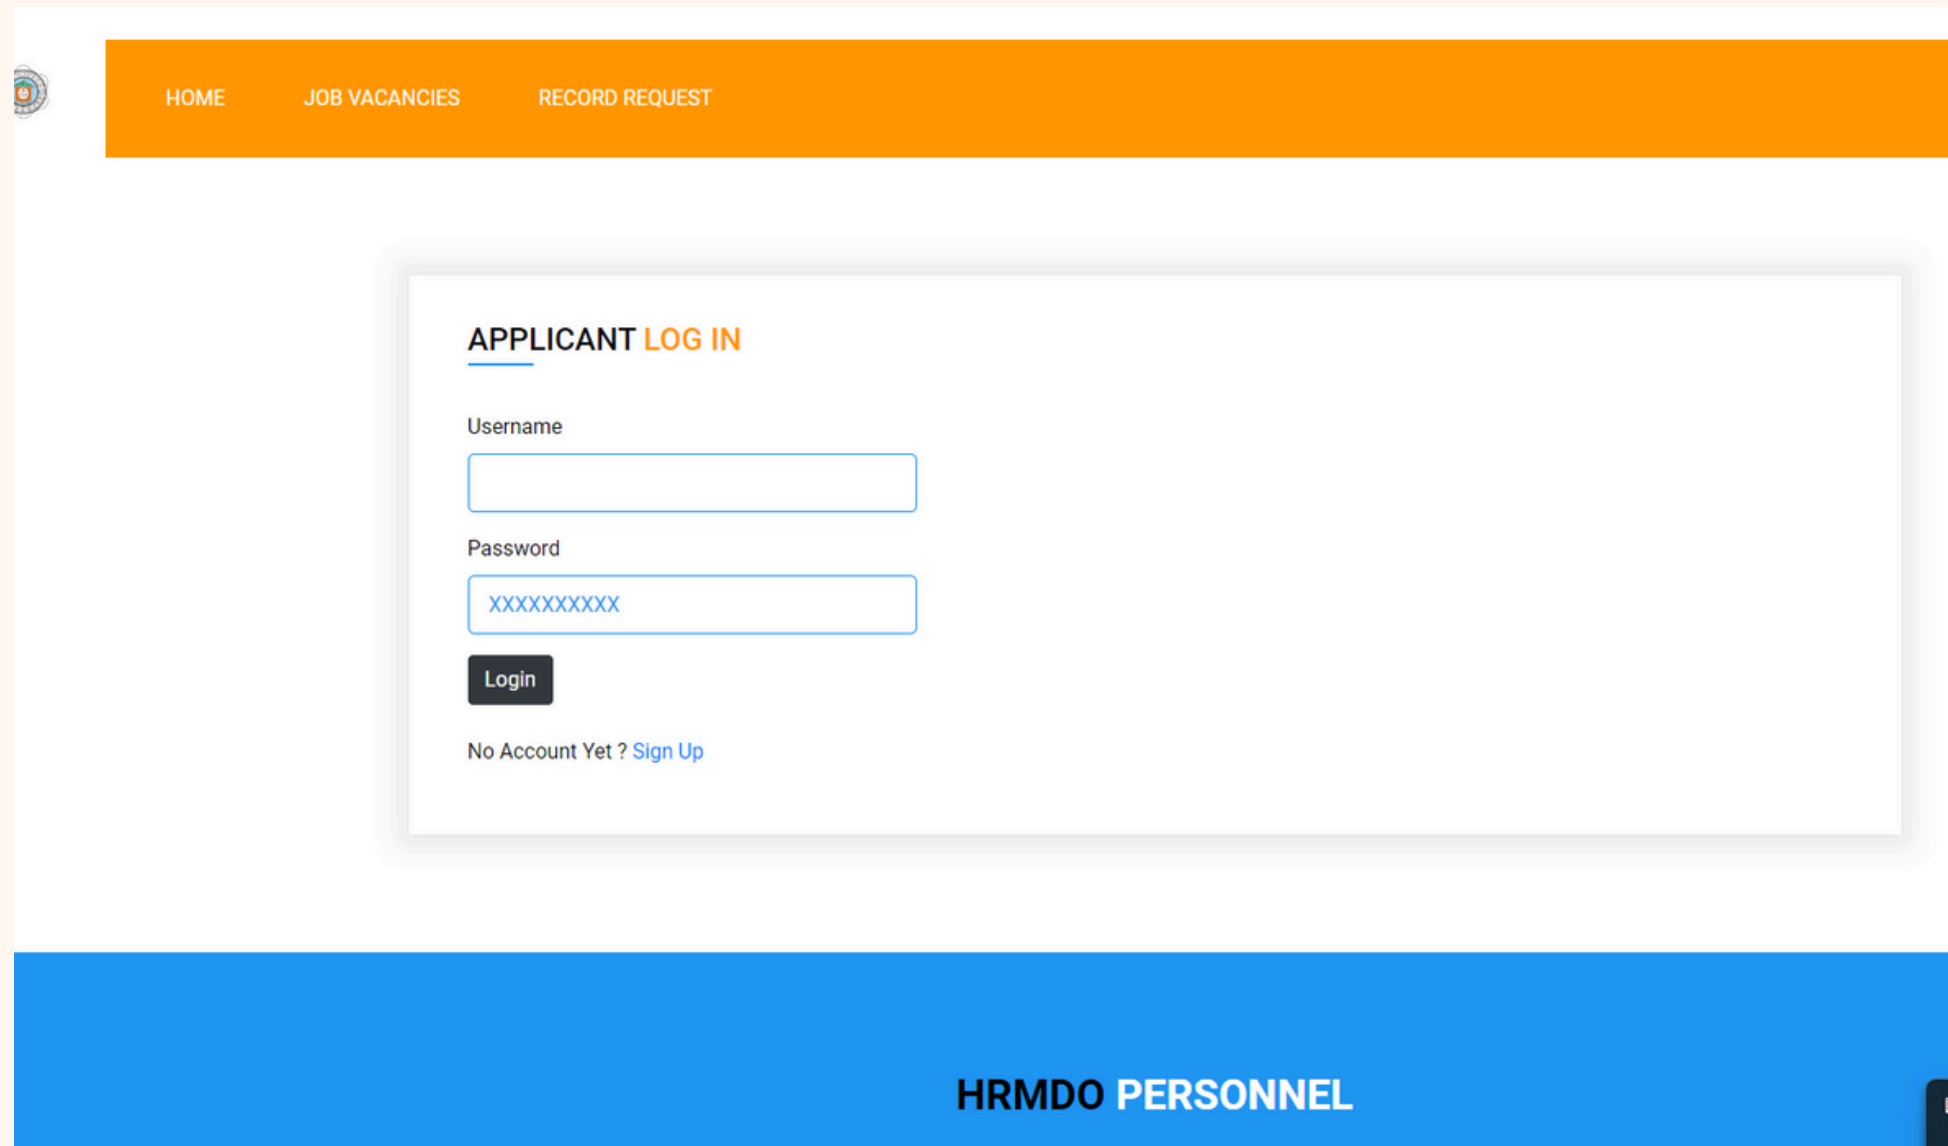 HOME JOB VACANCIES RECORD REQUEST
APPLICANT LOG IN
Username
Password
XXXXXXXXXX
Login
No Account Yet ? Sign Up
HRMDO PERSONNEL